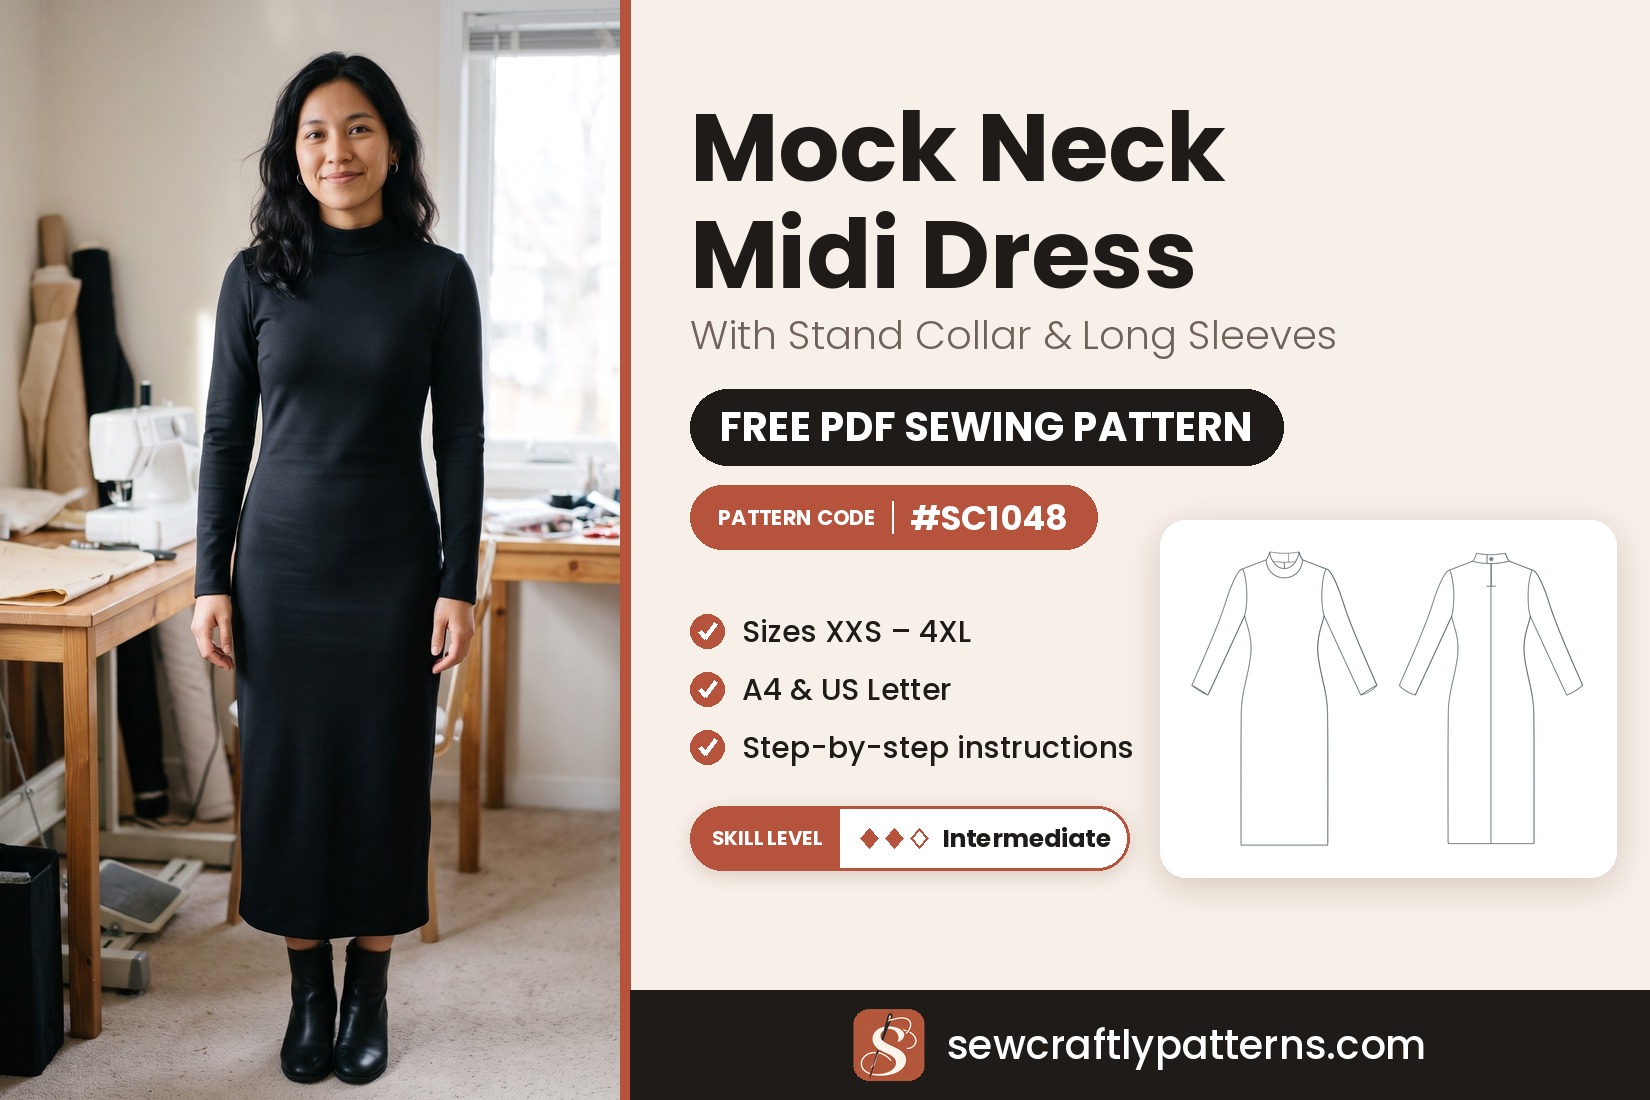 Mock Neck
Midi Dress
With Stand Collar & Long Sleeves
FREE PDF SEWING PATTERN
PATTERN CODE | #SC1048
Sizes XXS – 4XL
A4 & US Letter
Step-by-step instructions
SKILL LEVEL Intermediate
S sewcraftlypatterns.com